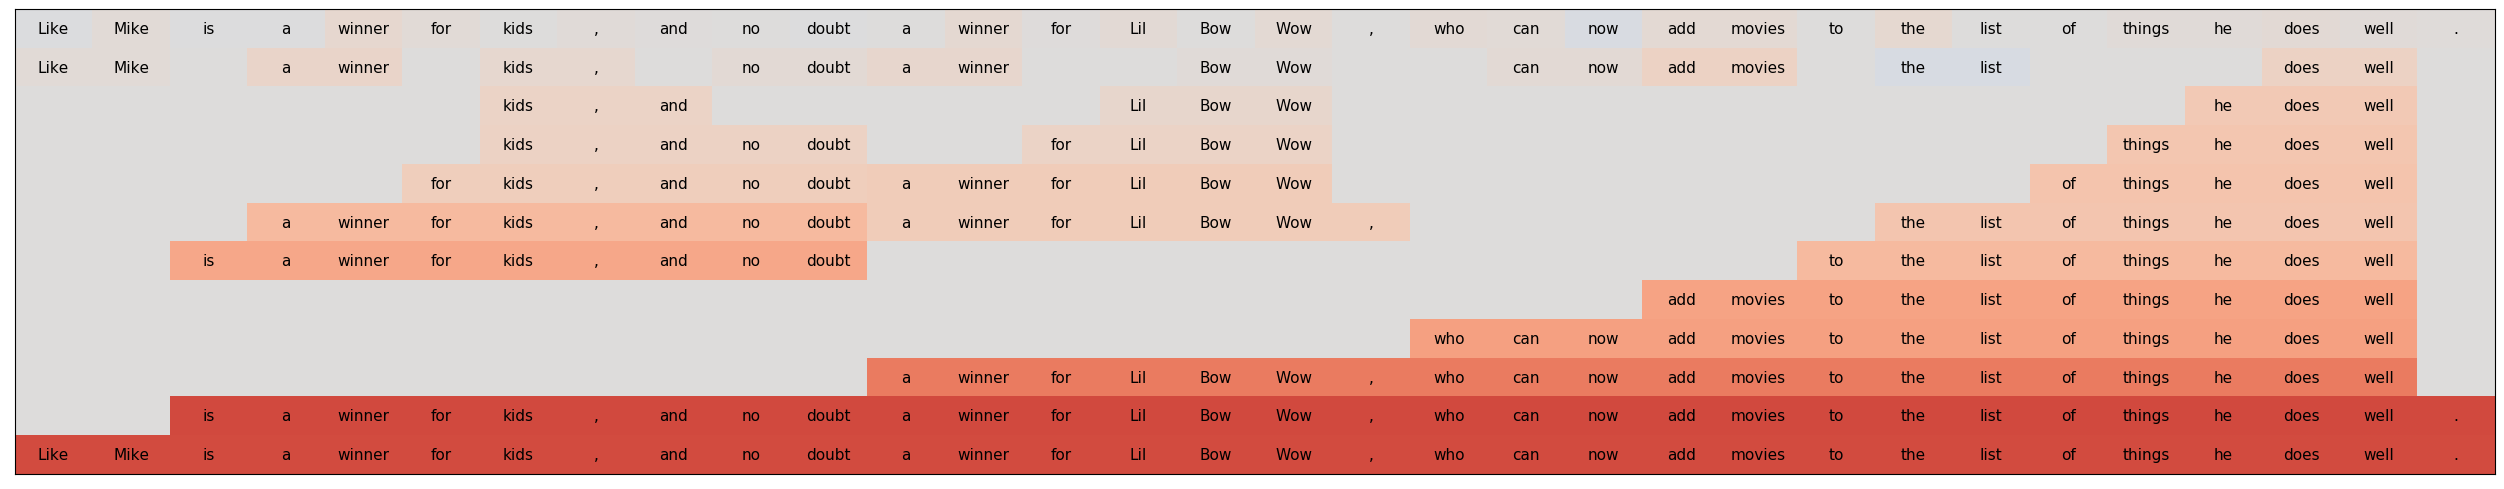 Like Mike is a winner for kids , and no doubt a winner for Lil Bow Wow , who can now add movies to the list of things he does well .
Like Mike a winner kids , no doubt a winner Bow Wow can now add movies the list does well
kids , and Lil Bow Wow he does well
kids , and no doubt for Lil Bow Wow things he does well
for kids , and no doubt a winner for Lil Bow Wow of things he does well
a winner for kids , and no doubt a winner for Lil Bow Wow , the list of things he does well
is a winner for kids , and no doubt to the list of things he does well
add movies to the list of things he does well
who can now add movies to the list of things he does well
a winner for Lil Bow Wow , who can now add movies to the list of things he does well
is a winner for kids , and no doubt a winner for Lil Bow Wow , who can now add movies to the list of things he does well .
Like Mike is a winner for kids , and no doubt a winner for Lil Bow Wow , who can now add movies to the list of things he does well .